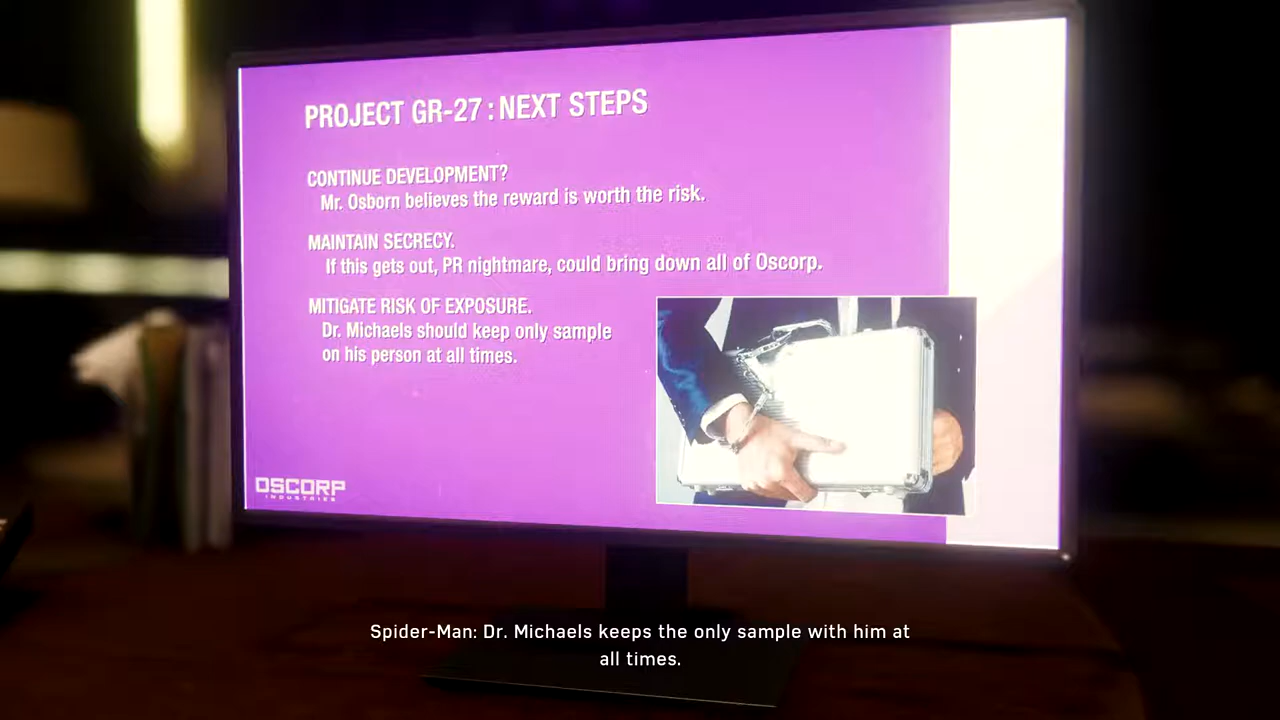 PROJECT GR-27 : NEXT STEPS
CONTINUE DEVELOPMENT?
Mr. Osborn believes the reward is worth the risk.
MAINTAIN SECRECY.
If this gets out, PR nightmare, could bring down all of Oscorp.
MITIGATE RISK OF EXPOSURE.
Dr. Michaels should keep only sample
on his person at all times.
OSCORP
INDUSTRIES
Spider-Man: Dr. Michaels keeps the only sample with him at
all times.